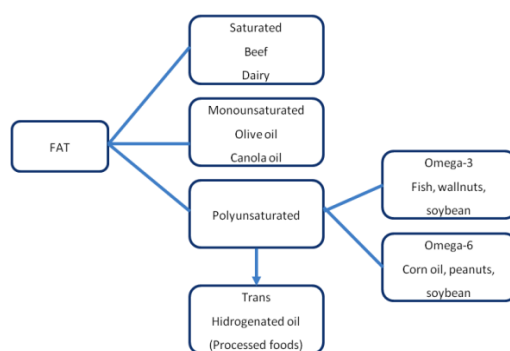 FAT
Saturated
Beef
Dairy
Monounsaturated
Olive oil
Canola oil
Polyunsaturated
Omega-3
Fish, wallnuts,
soybean
Omega-6
Corn oil, peanuts,
soybean
Trans
Hidrogenated oil
(Processed foods)